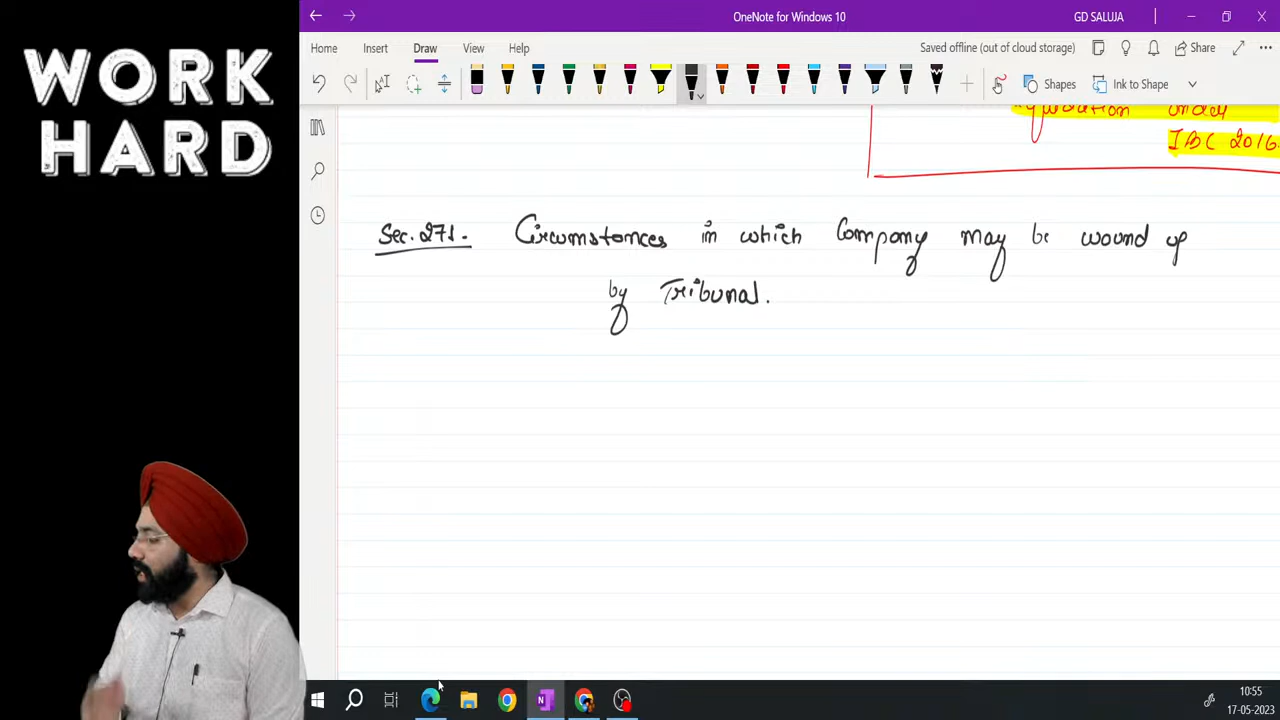 WORK
HARD
OneNote for Windows 10
GD SALUJA
Home Insert Draw View Help
Saved offline (out of cloud storage)
Share
Shapes
Ink to Shape
under
IBC 2016.
Sec. 271. Circumstances in which Company may be wound up
by Tribunal.
10:55
17-05-2023